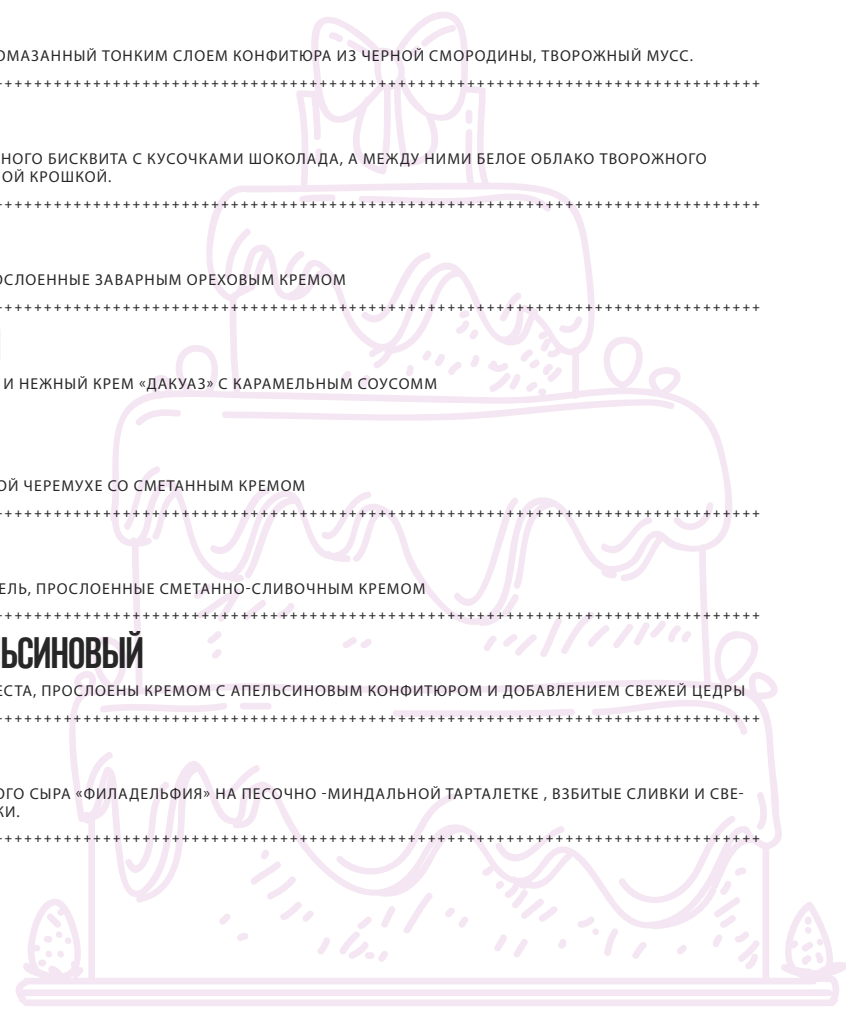 ОМАЗАННЫЙ ТОНКИМ СЛОЕМ КОНФИТЮРА ИЗ ЧЕРНОЙ СМОРОДИНЫ, ТВОРОЖНЫЙ МУСС.
НОГО БИСКВИТА С КУСОЧКАМИ ШОКОЛАДА, А МЕЖДУ НИМИ БЕЛОЕ ОБЛАКО ТВОРОЖНОГО
ОЙ КРОШКОЙ.
ОСЛОЕННЫЕ ЗАВАРНЫМ ОРЕХОВЫМ КРЕМОМ
И НЕЖНЫЙ КРЕМ «ДАКУАЗ» С КАРАМЕЛЬНЫМ СОУСОММ
ОЙ ЧЕРЕМУХЕ СО СМЕТАННЫМ КРЕМОМ
ЕЛЬ, ПРОСЛОЕННЫЕ СМЕТАННО-СЛИВОЧНЫМ КРЕМОМ
ЬСИНОВЫЙ
ЕСТА, ПРОСЛОЕНЫ КРЕМОМ С АПЕЛЬСИНОВЫМ КОНФИТЮРОМ И ДОБАВЛЕНИЕМ СВЕЖЕЙ ЦЕДРЫ
ОГО СЫРА «ФИЛАДЕЛЬФИЯ» НА ПЕСОЧНО -МИНДАЛЬНОЙ ТАРТАЛЕТКЕ , ВЗБИТЫЕ СЛИВКИ И СВЕ-
КИ.